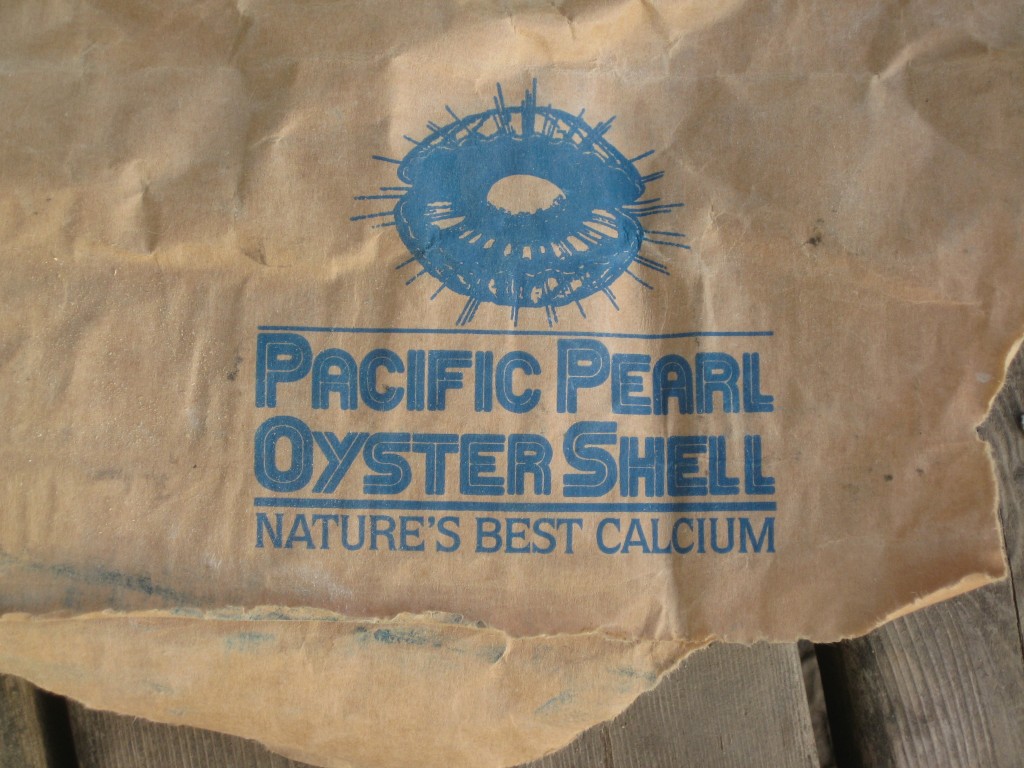 PACIFIC PEARL
OYSTER SHELL
NATURE'S BEST CALCIUM